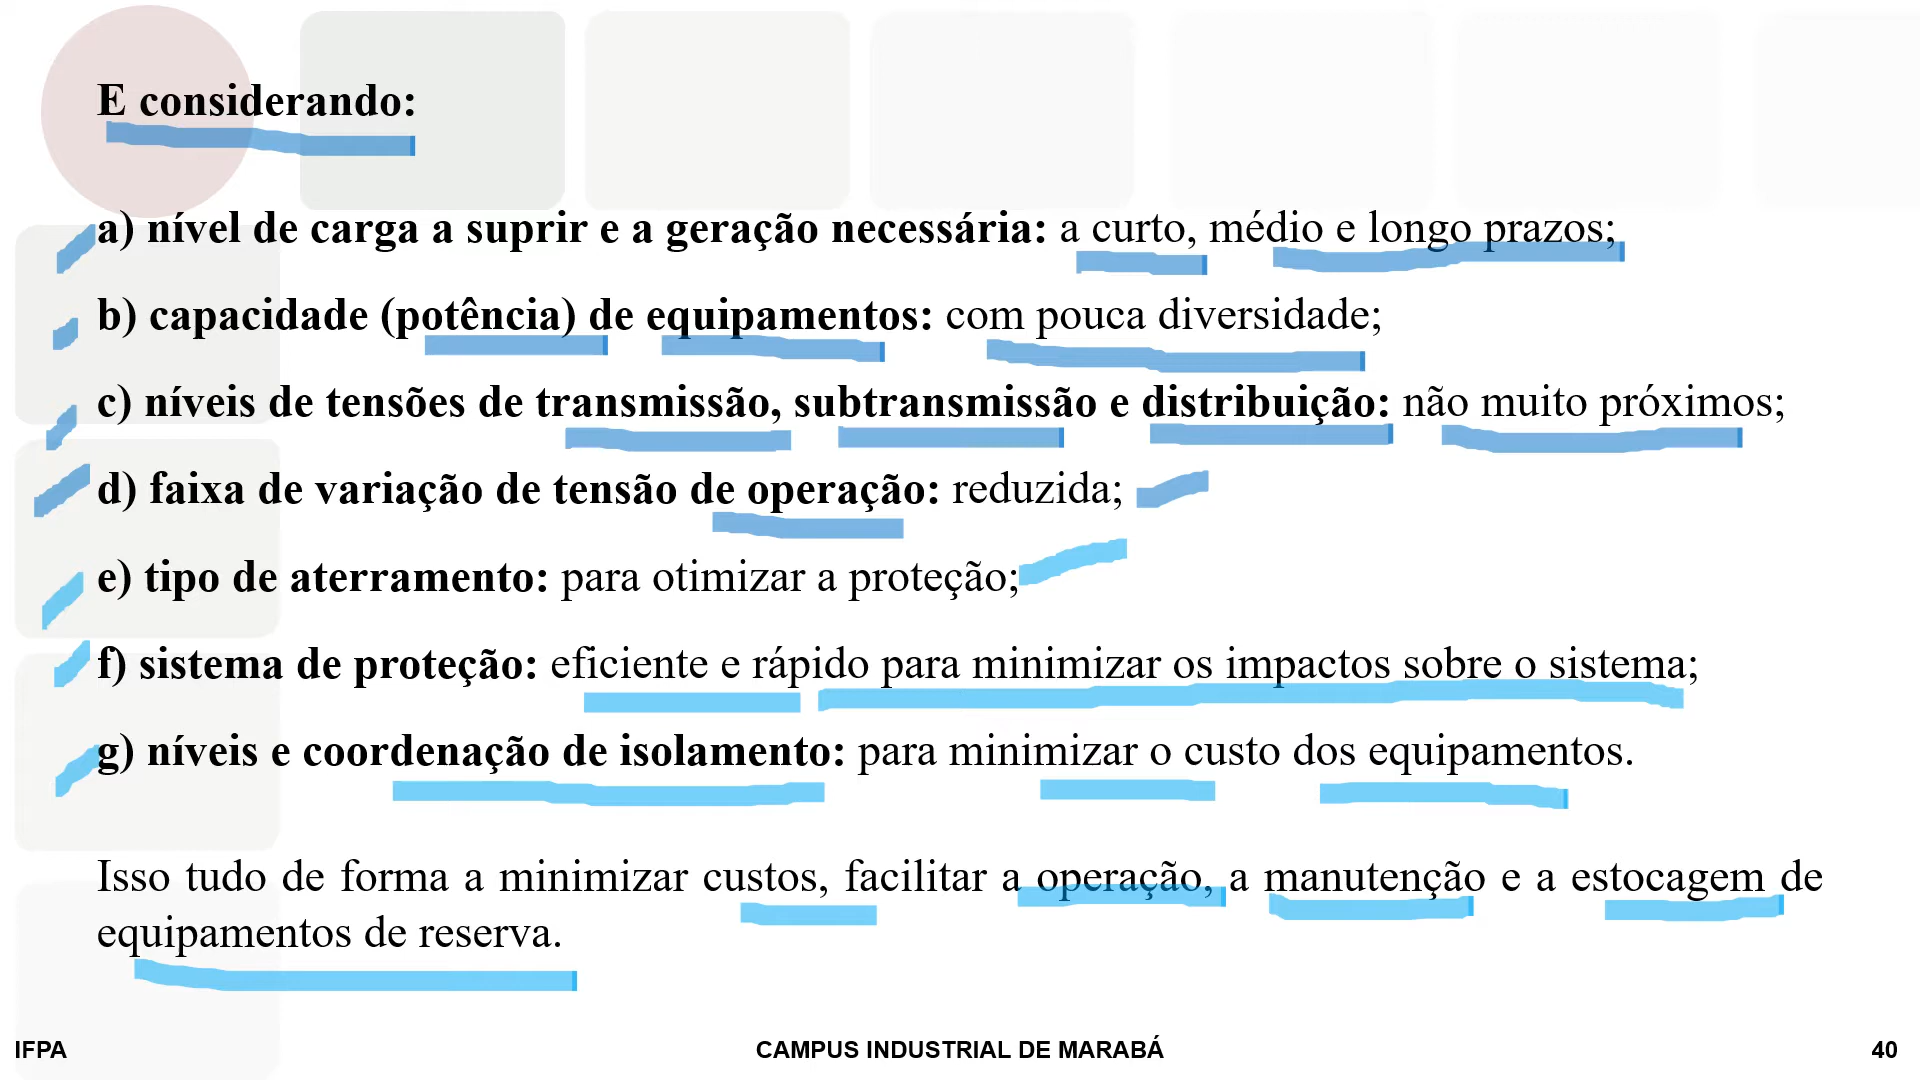 E considerando:
a) nível de carga a suprir e a geração necessária: a curto, médio e longo prazos;
b) capacidade (potência) de equipamentos: com pouca diversidade;
c) níveis de tensões de transmissão, subtransmissão e distribuição: não muito próximos;
d) faixa de variação de tensão de operação: reduzida;
e) tipo de aterramento: para otimizar a proteção;
f) sistema de proteção: eficiente e rápido para minimizar os impactos sobre o sistema;
g) níveis e coordenação de isolamento: para minimizar o custo dos equipamentos.
Isso tudo de forma a minimizar custos, facilitar a operação, a manutenção e a estocagem de
equipamentos de reserva.
IFPA CAMPUS INDUSTRIAL DE MARABÁ 40